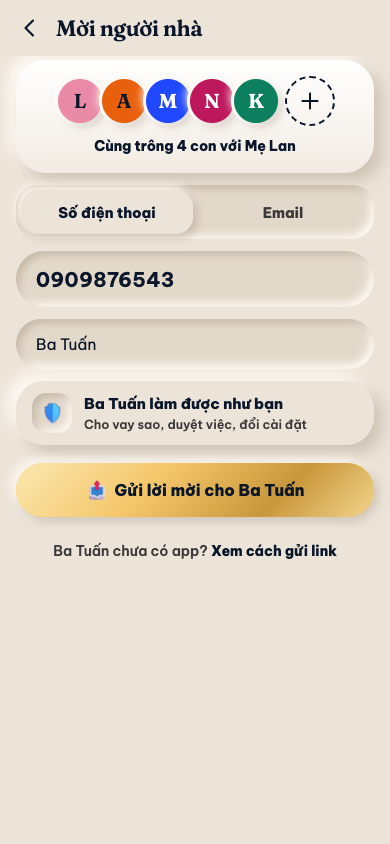 Mời người nhà
L A M N K
Cùng trông 4 con với Mẹ Lan
Số điện thoại Email
0909876543
Ba Tuấn
Ba Tuấn làm được như bạn
Cho vay sao, duyệt việc, đổi cài đặt
Gửi lời mời cho Ba Tuấn
Ba Tuấn chưa có app? Xem cách gửi link